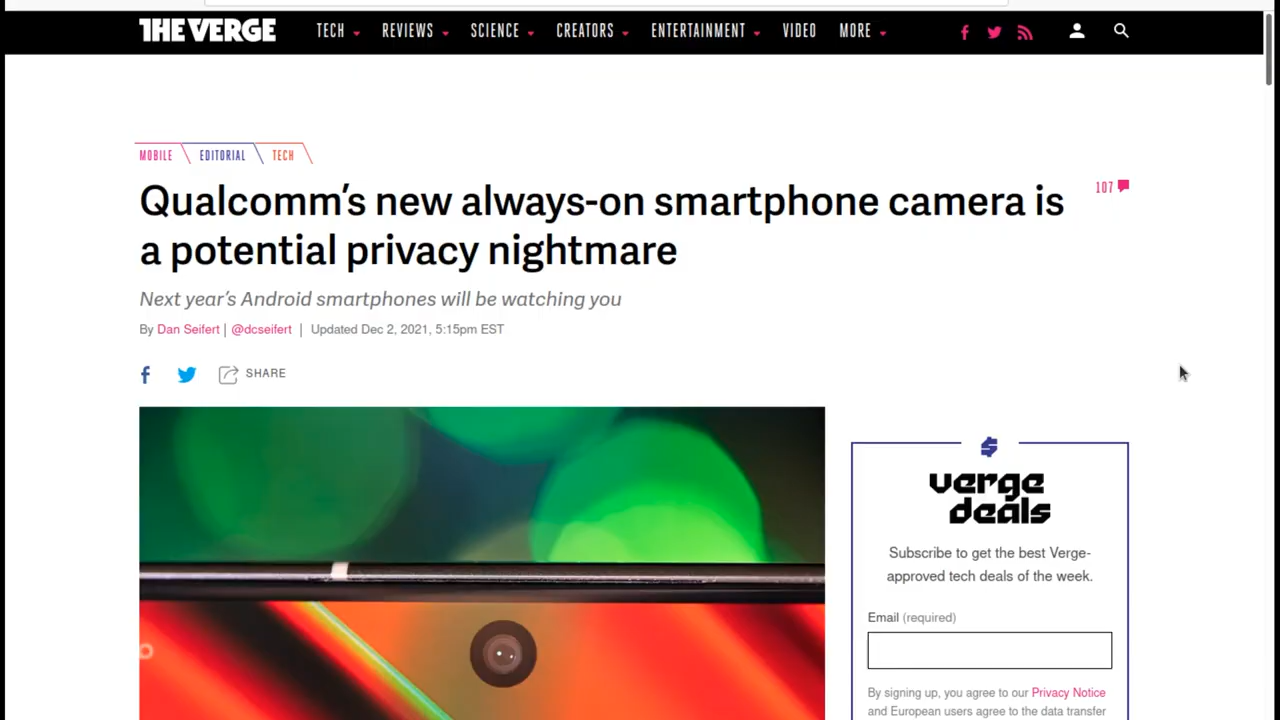 THE VERGE TECH REVIEWS SCIENCE CREATORS ENTERTAINMENT VIDEO MORE
MOBILE EDITORIAL TECH
Qualcomm's new always-on smartphone camera is
107
a potential privacy nightmare
Next year's Android smartphones will be watching you
By Dan Seifert | @dcseifert | Updated Dec 2, 2021, 5:15pm EST
SHARE
verge
deals
Subscribe to get the best Verge-
approved tech deals of the week.
Email (required)
By signing up, you agree to our Privacy Notice
and European users agree to the data transfer